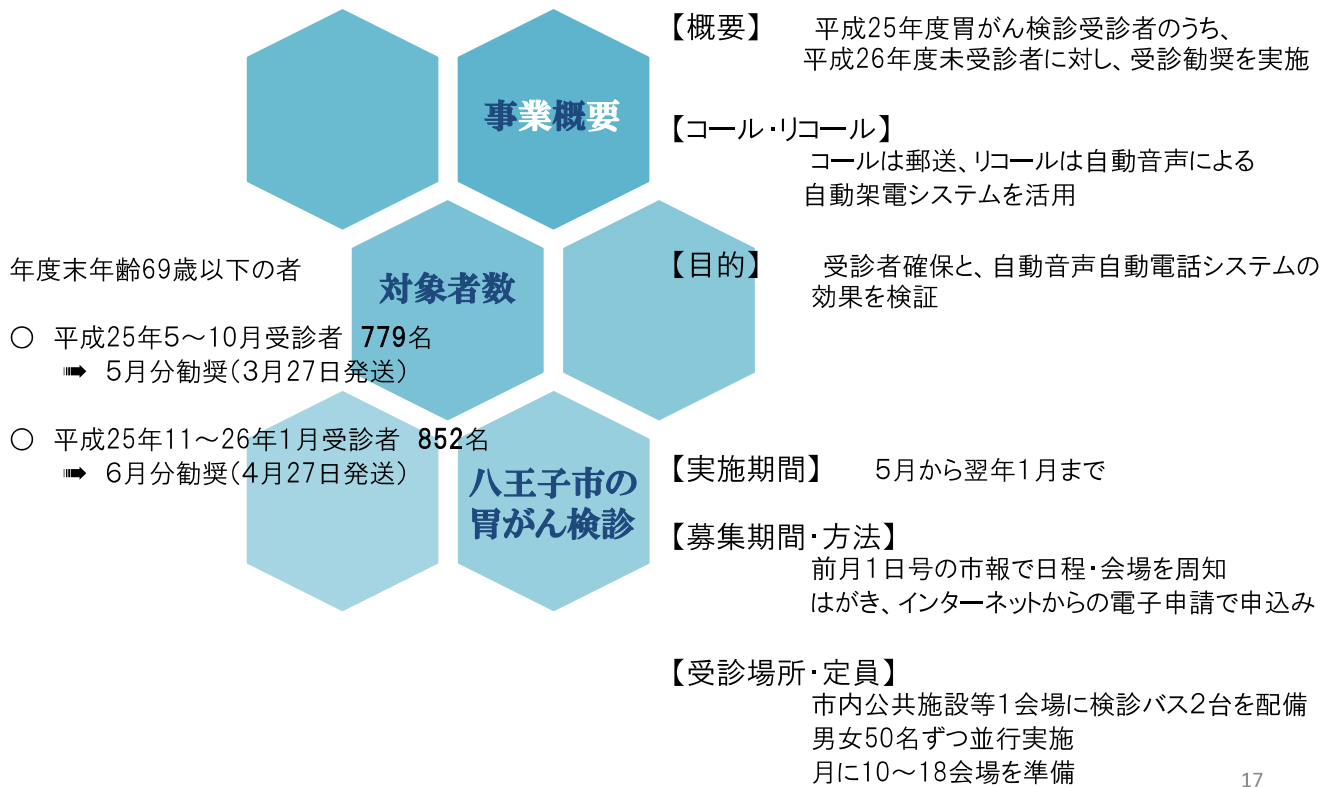 事業概要
【概要】 平成25年度胃がん検診受診者のうち、
平成26年度未受診者に対し、受診勧奨を実施
【コール・リコール】
コールは郵送、リコールは自動音声による
自動架電システムを活用
【目的】 受診者確保と、自動音声自動電話システムの
効果を検証
対象者数
年度末年齢69歳以下の者
○ 平成25年5～10月受診者 779名
➠ 5月分勧奨(3月27日発送)
○ 平成25年11～26年1月受診者 852名
➠ 6月分勧奨(4月27日発送)
八王子市の
胃がん検診
【実施期間】 5月から翌年1月まで
【募集期間・方法】
前月1日号の市報で日程・会場を周知
はがき、インターネットからの電子申請で申込み
【受診場所・定員】
市内公共施設等1会場に検診バス2台を配備
男女50名ずつ並行実施
月に10～18会場を準備
17